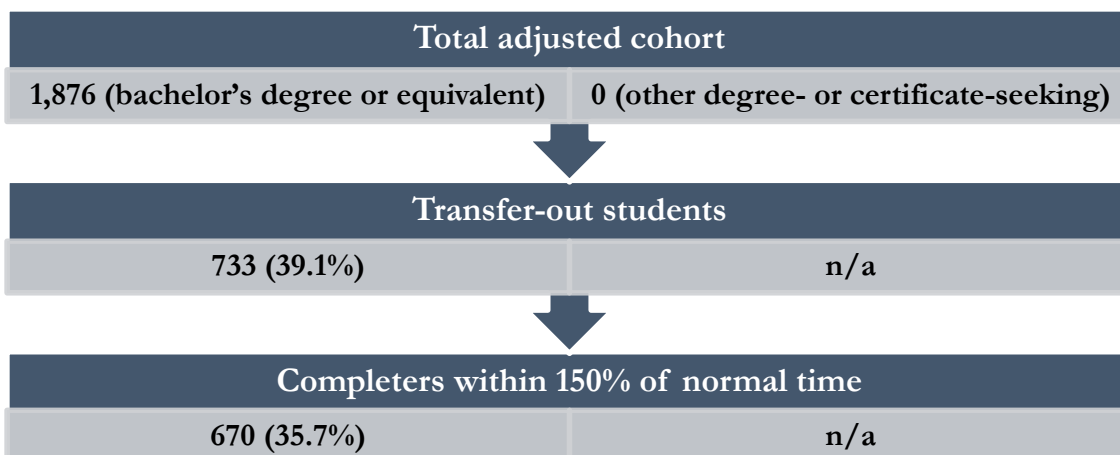 Total adjusted cohort
1,876 (bachelor's degree or equivalent) 0 (other degree- or certificate-seeking)
Transfer-out students
733 (39.1%) n/a
Completers within 150% of normal time
670 (35.7%) n/a